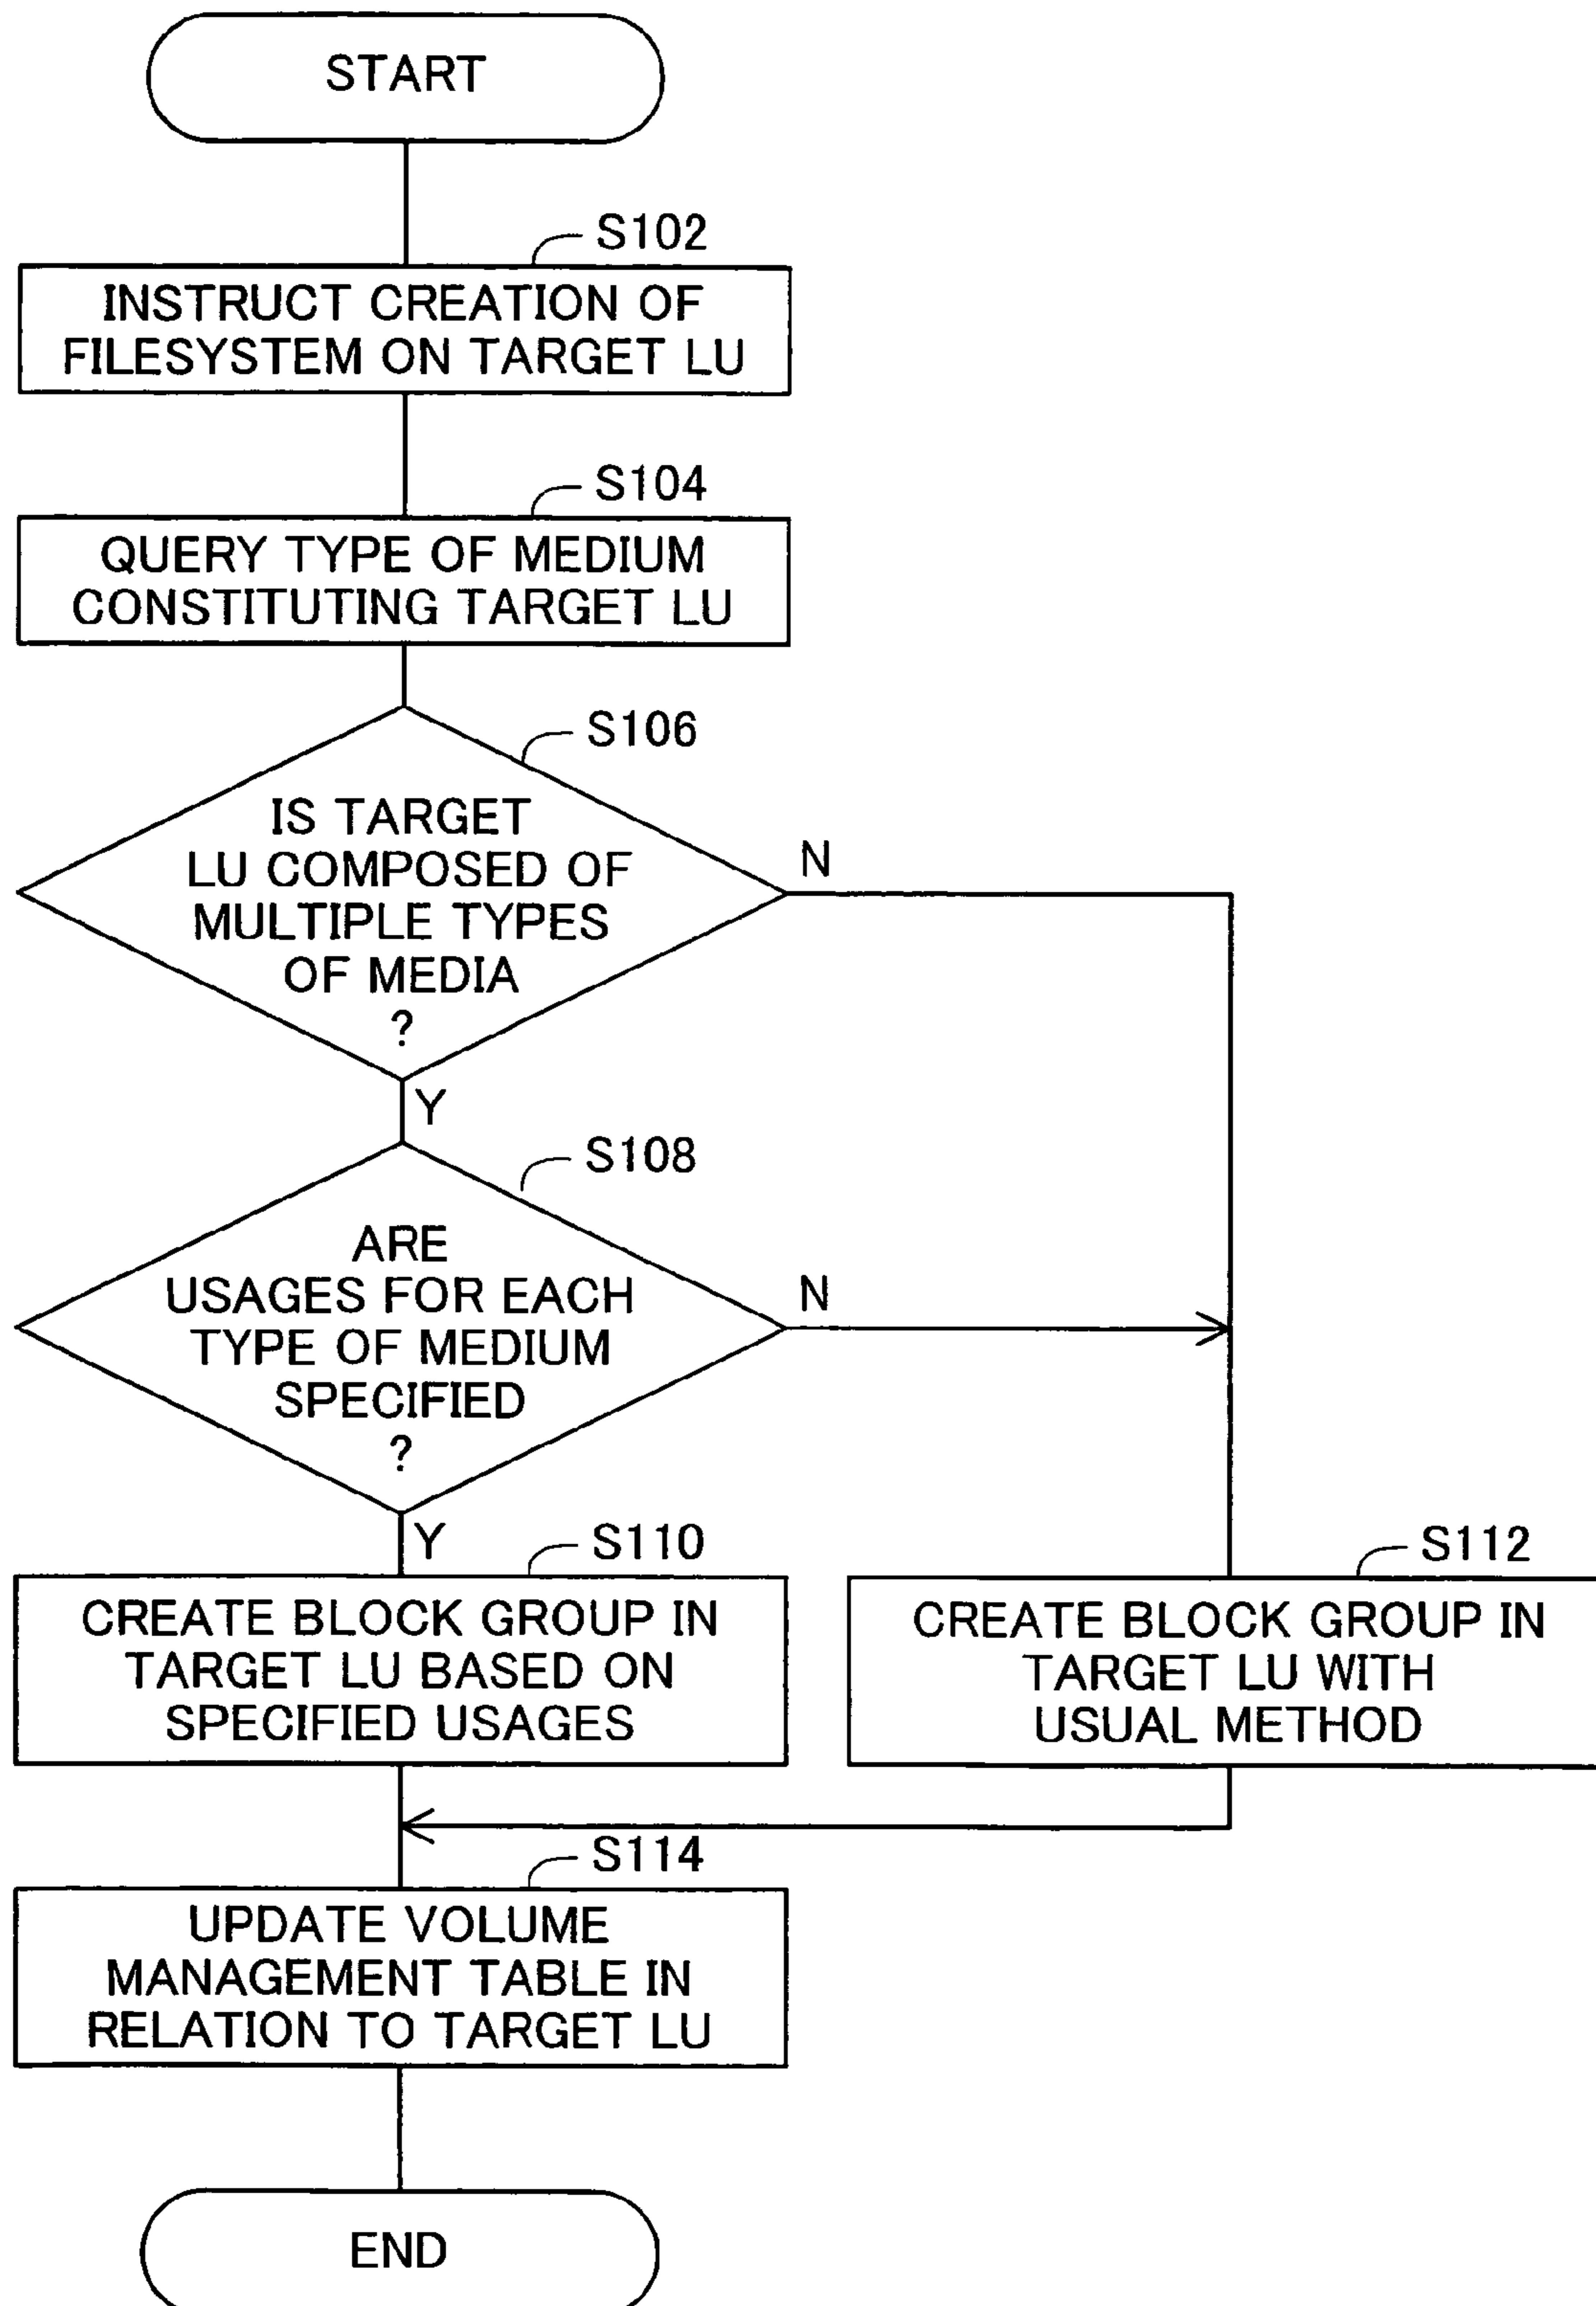 START
S102
INSTRUCT CREATION OF
FILESYSTEM ON TARGET LU
S104
QUERY TYPE OF MEDIUM
CONSTITUTING TARGET LU
S106
IS TARGET
LU COMPOSED OF
MULTIPLE TYPES
OF MEDIA
?
N
Y
S108
ARE
USAGES FOR EACH
TYPE OF MEDIUM
SPECIFIED
?
N
Y
S110
CREATE BLOCK GROUP IN
TARGET LU BASED ON
SPECIFIED USAGES
S112
CREATE BLOCK GROUP IN
TARGET LU WITH
USUAL METHOD
S114
UPDATE VOLUME
MANAGEMENT TABLE IN
RELATION TO TARGET LU
END